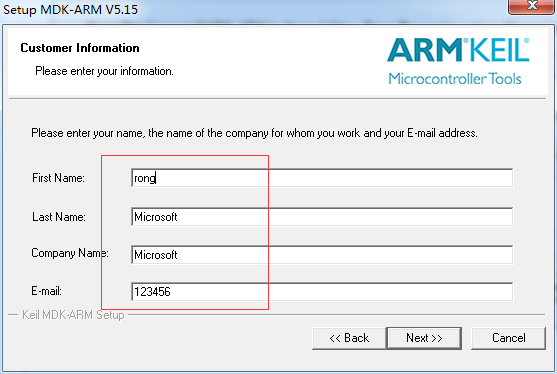 Setup MDK-ARM V5.15
Customer Information
Please enter your information.
ARM®KEIL®
Microcontroller Tools
Please enter your name, the name of the company for whom you work and your E-mail address.
First Name: rong
Last Name: Microsoft
Company Name: Microsoft
E-mail: 123456
Keil MDK-ARM Setup
<< Back Next >> Cancel